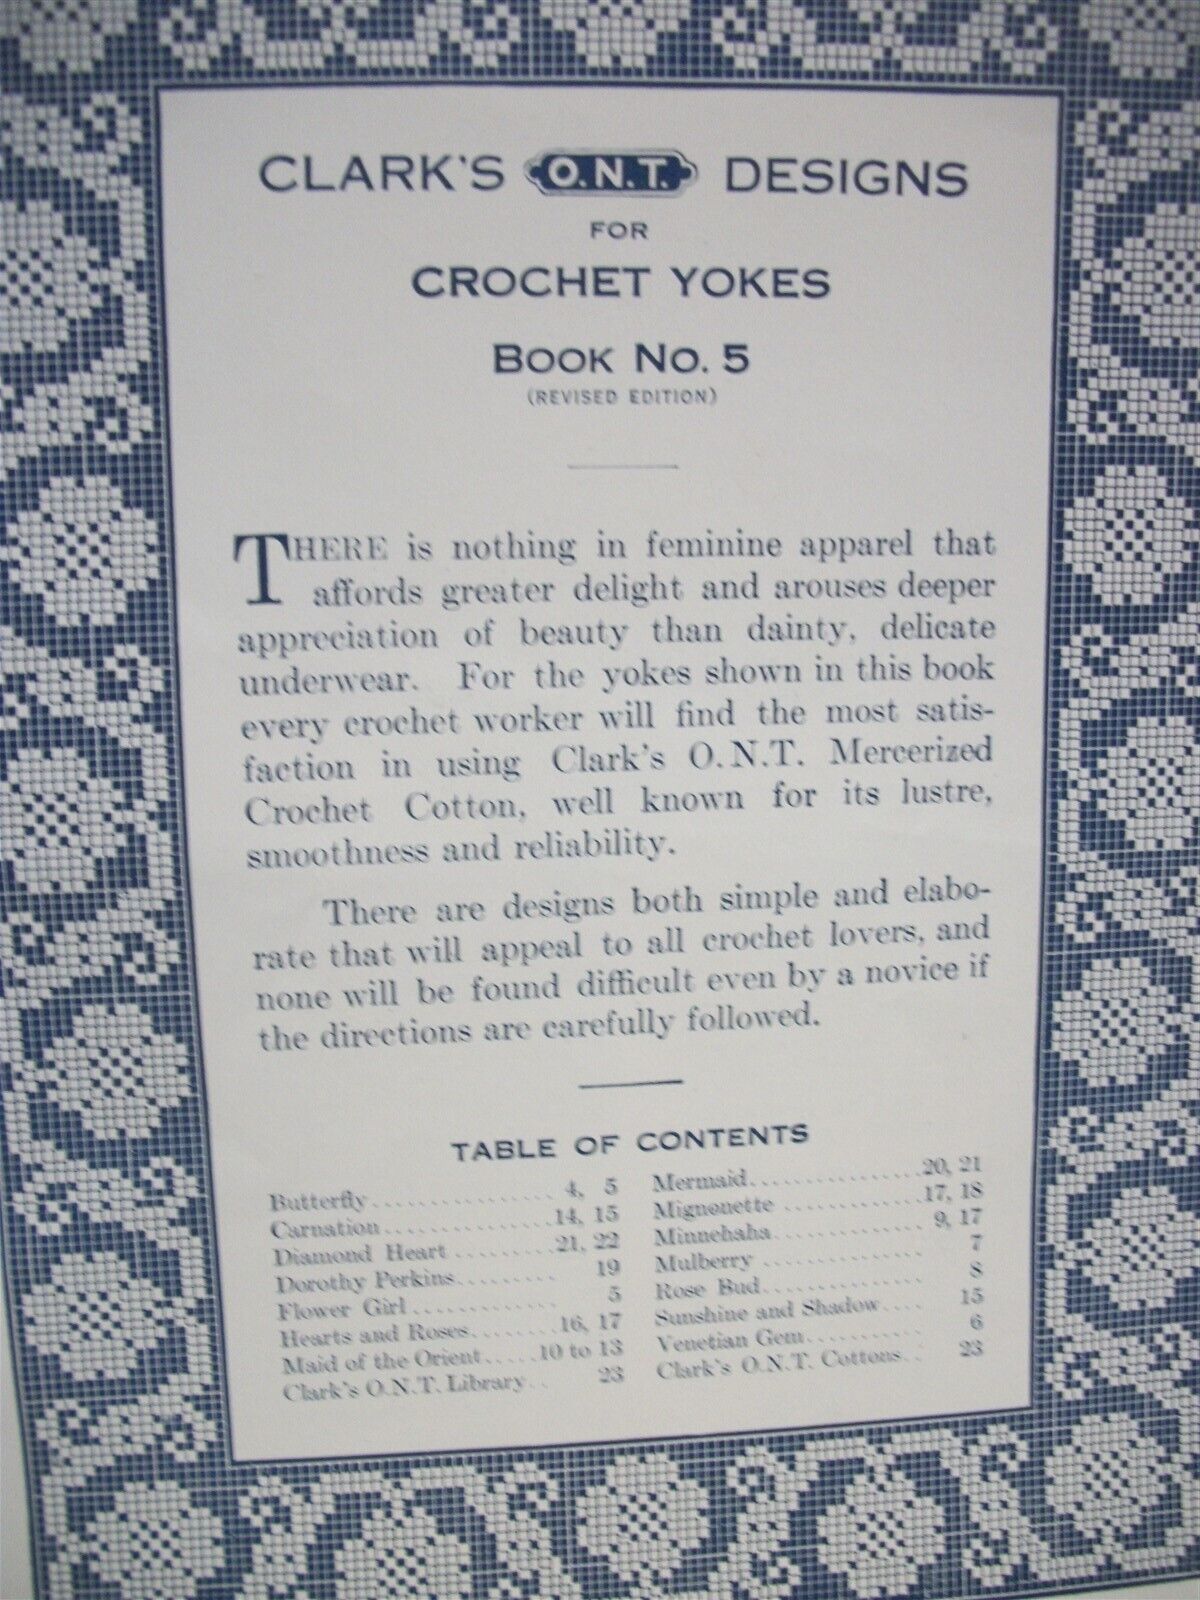 CLARK'S O.N.T. DESIGNS
FOR
CROCHET YOKES
BOOK NO. 5
(REVISED EDITION)
THERE is nothing in feminine apparel that
affords greater delight and arouses deeper
appreciation of beauty than dainty, delicate
underwear. For the yokes shown in this book
every crochet worker will find the most satis-
faction in using Clark's O.N.T. Mercerized
Crochet Cotton, well known for its lustre,
smoothness and reliability.
There are designs both simple and elabo-
rate that will appeal to all crochet lovers, and
none will be found difficult even by a novice if
the directions are carefully followed.
TABLE OF CONTENTS
Butterfly................ 4, 5
Carnation................14, 15
Diamond Heart .........21, 22
Dorothy Perkins......... 19
Flower Girl............. 5
Hearts and Roses........16, 17
Maid of the Orient.....10 to 13
Clark's O.N.T. Library.. 23
Mermaid................20, 21
Mignonette .............17, 18
Minnehaha............. 9, 17
Mulberry .............. 7
Rose Bud............... 8
Sunshine and Shadow.... 15
Venetian Gem........... 6
Clark's O.N.T. Cottons.. 23